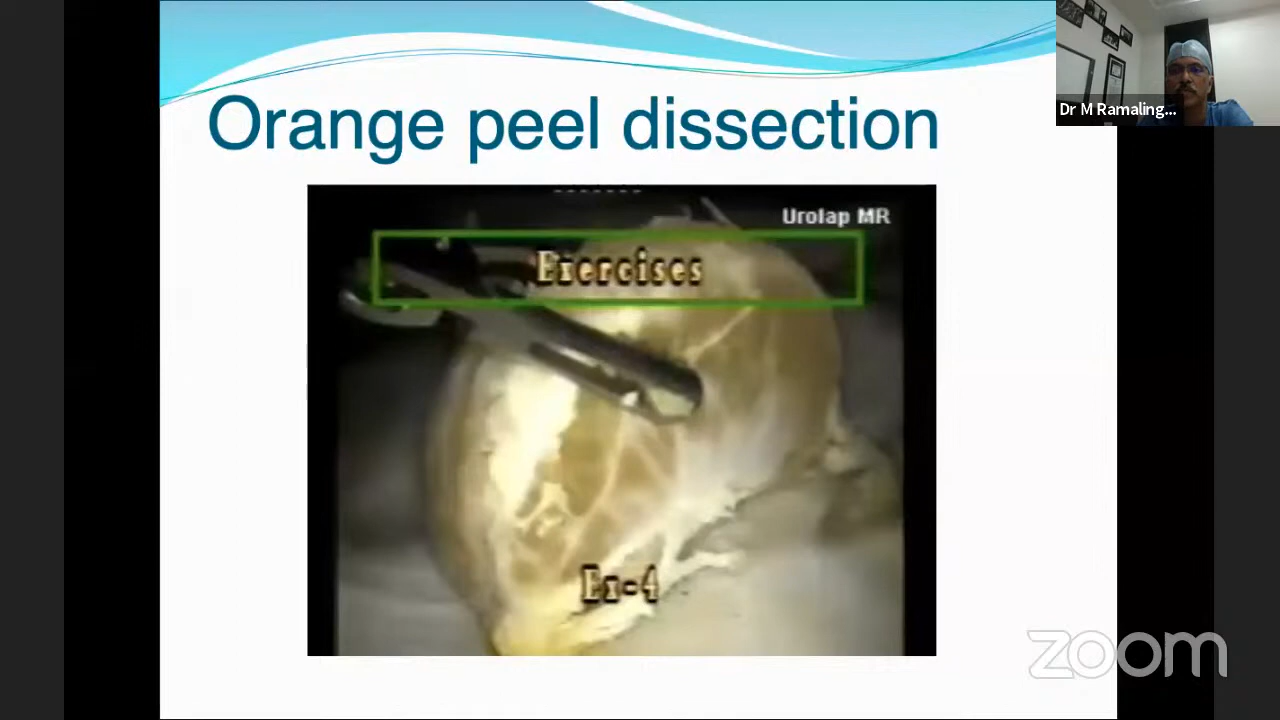 Orange peel dissection
Dr M Ramaling...
Urolap MR
Exercises
Ex-4
zoom